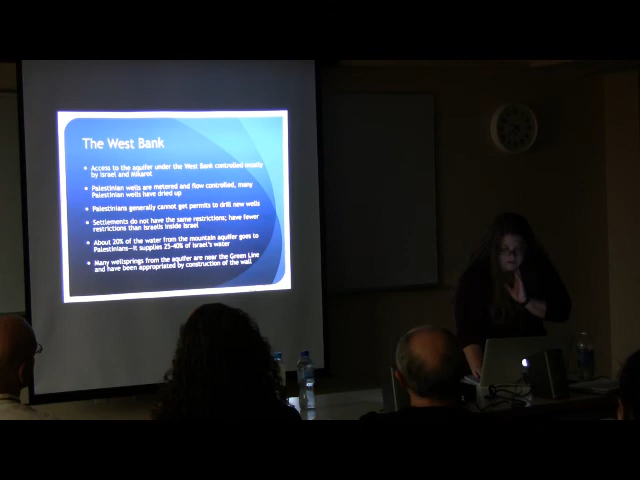 The West Bank
Access to the aquifer under the West Bank controlled mostly
by Israel and Mikarot
Palestinian wells are metered and flow controlled, many
Palestinian wells have dried up
Palestinians generally cannot get permits to drill new wells
Settlements do not have the same restrictions; have fewer
restrictions than Israelis inside Israel
About 20% of the water from the mountain aquifer goes to
Palestinians—it supplies 25-40% of Israel's water
Many wellsprings from the aquifer are near the Green Line
and have been appropriated by construction of the wall